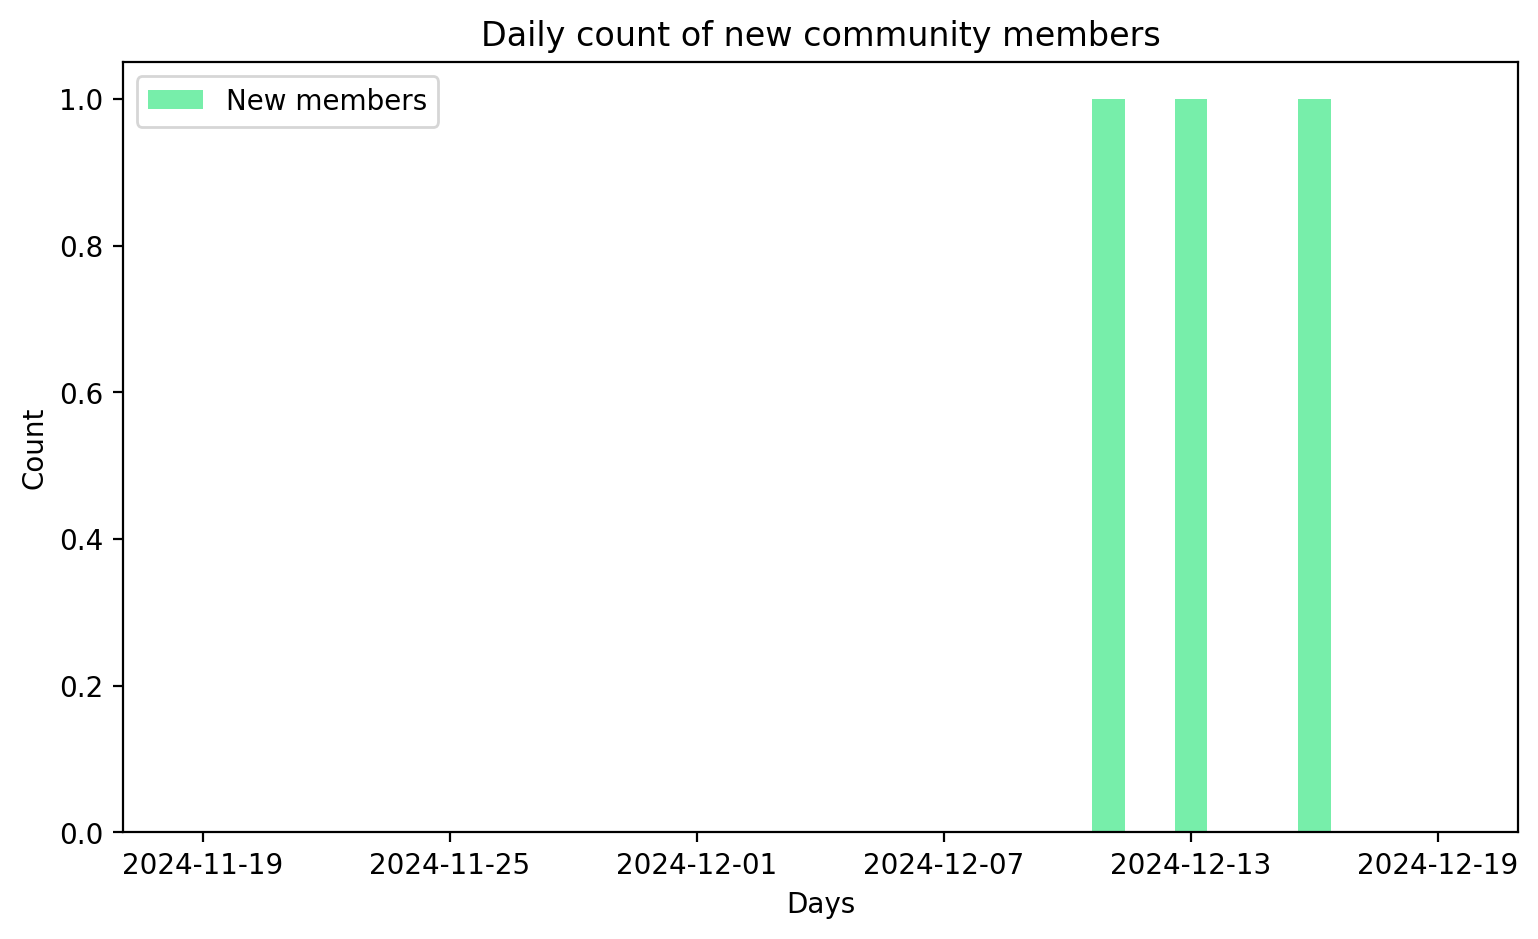 Daily count of new community members
New members
1.0
0.8
0.6
0.4
0.2
0.0
Count
2024-11-19 2024-11-25 2024-12-01 2024-12-07 2024-12-13 2024-12-19
Days